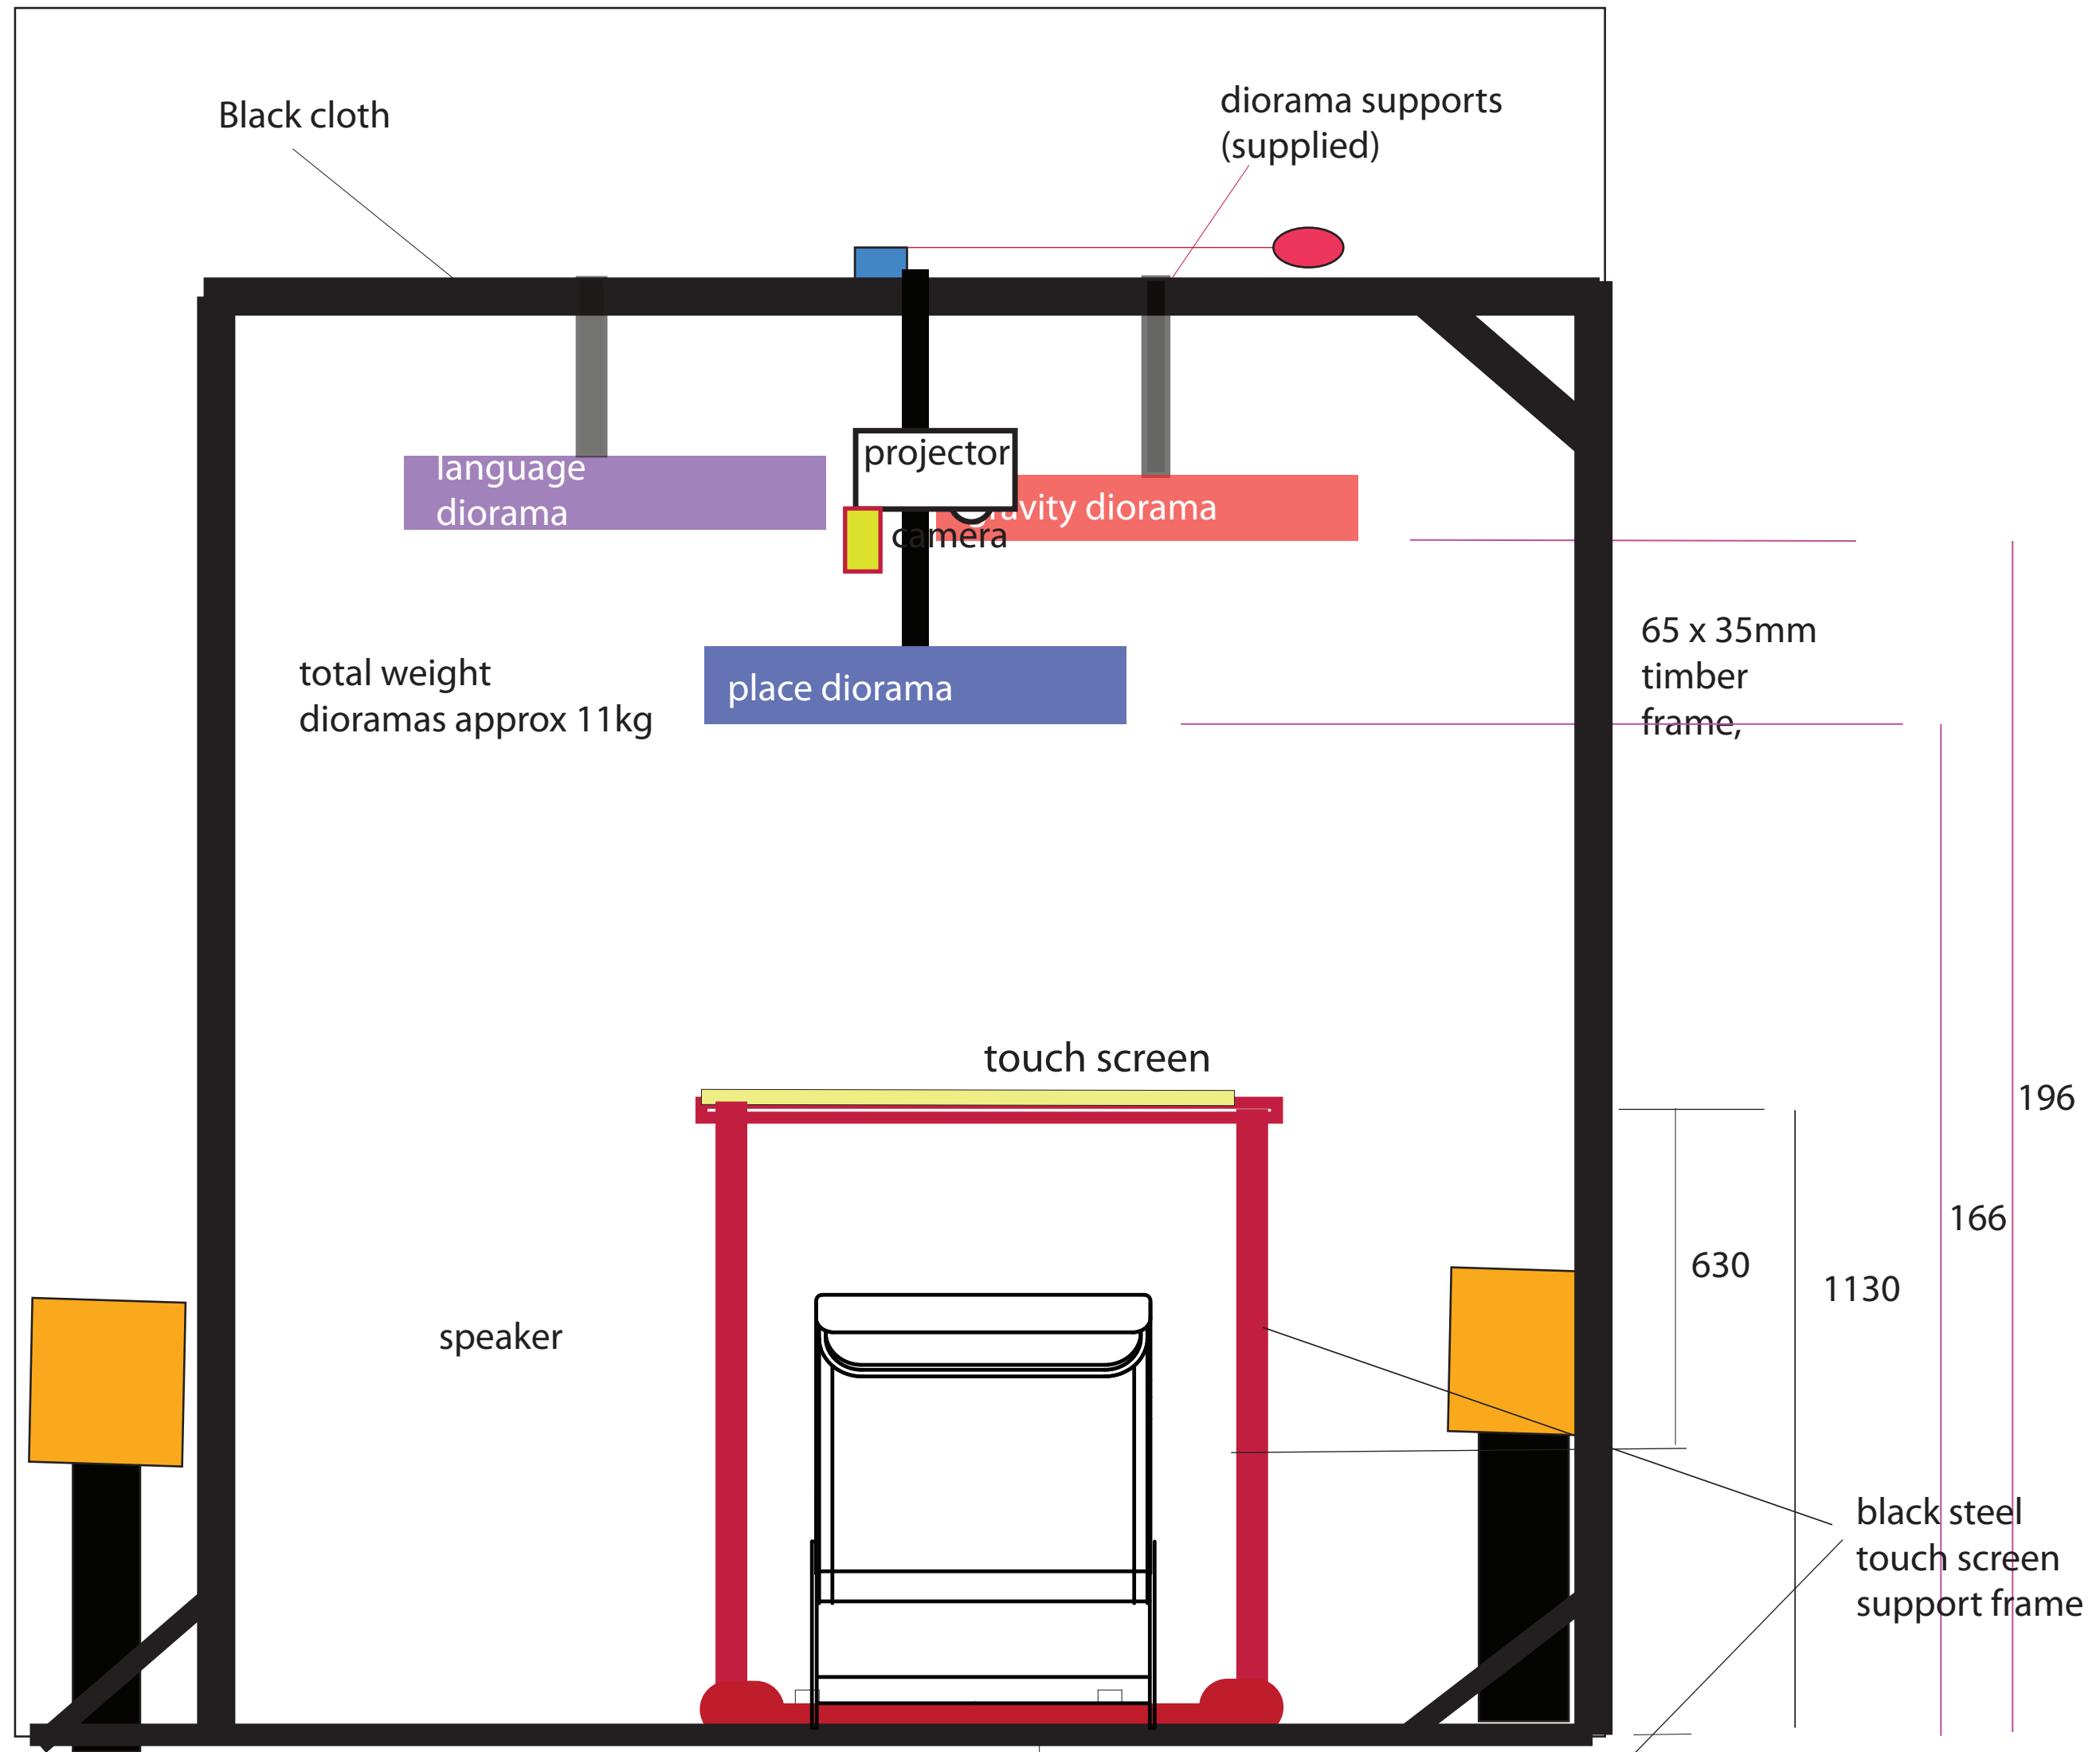 Black cloth
diorama supports
(supplied)
projector
language
diorama
gravity diorama
camera
65 x 35mm
timber
frame,
total weight
dioramas approx 11kg
place diorama
touch screen
196
166
630
1130
speaker
black steel
touch screen
support frame